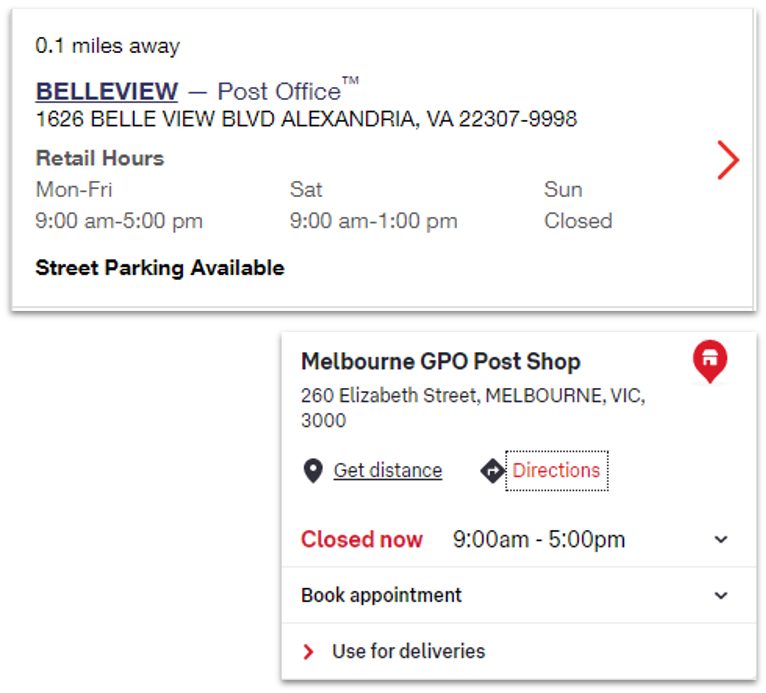 0.1 miles away
BELLEVIEW — Post Office™
1626 BELLE VIEW BLVD ALEXANDRIA, VA 22307-9998
Retail Hours
Mon-Fri Sat Sun
9:00 am-5:00 pm 9:00 am-1:00 pm Closed
Street Parking Available
Melbourne GPO Post Shop
260 Elizabeth Street, MELBOURNE, VIC,
3000
Get distance Directions
Closed now 9:00am - 5:00pm
Book appointment
Use for deliveries